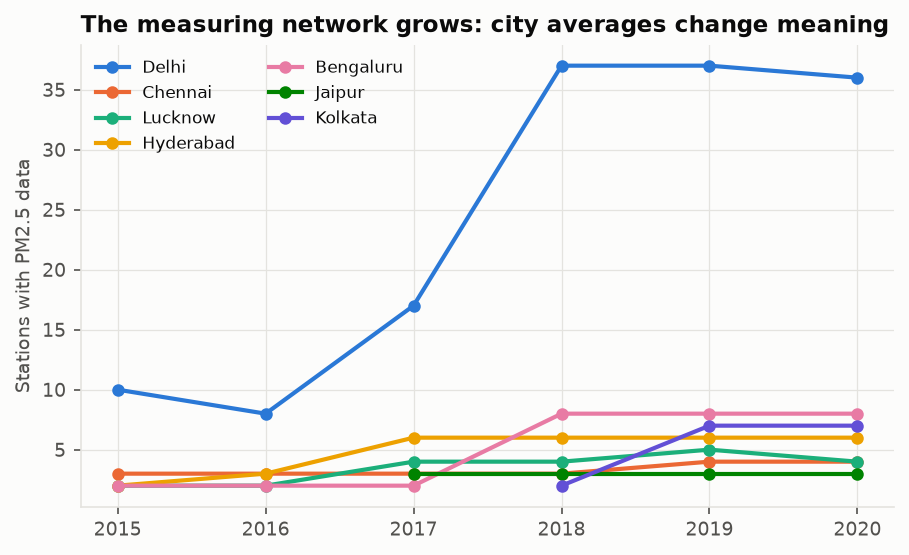 The measuring network grows: city averages change meaning
Delhi
Chennai
Lucknow
Hyderabad
Bengaluru
Jaipur
Kolkata
Stations with PM2.5 data
35
30
25
20
15
10
5
2015 2016 2017 2018 2019 2020